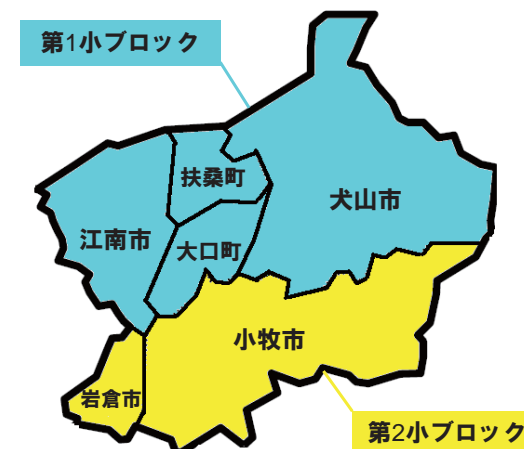 第1小ブロック
扶桑町
犬山市
江南市
大口町
小牧市
岩倉市
第2小ブロック